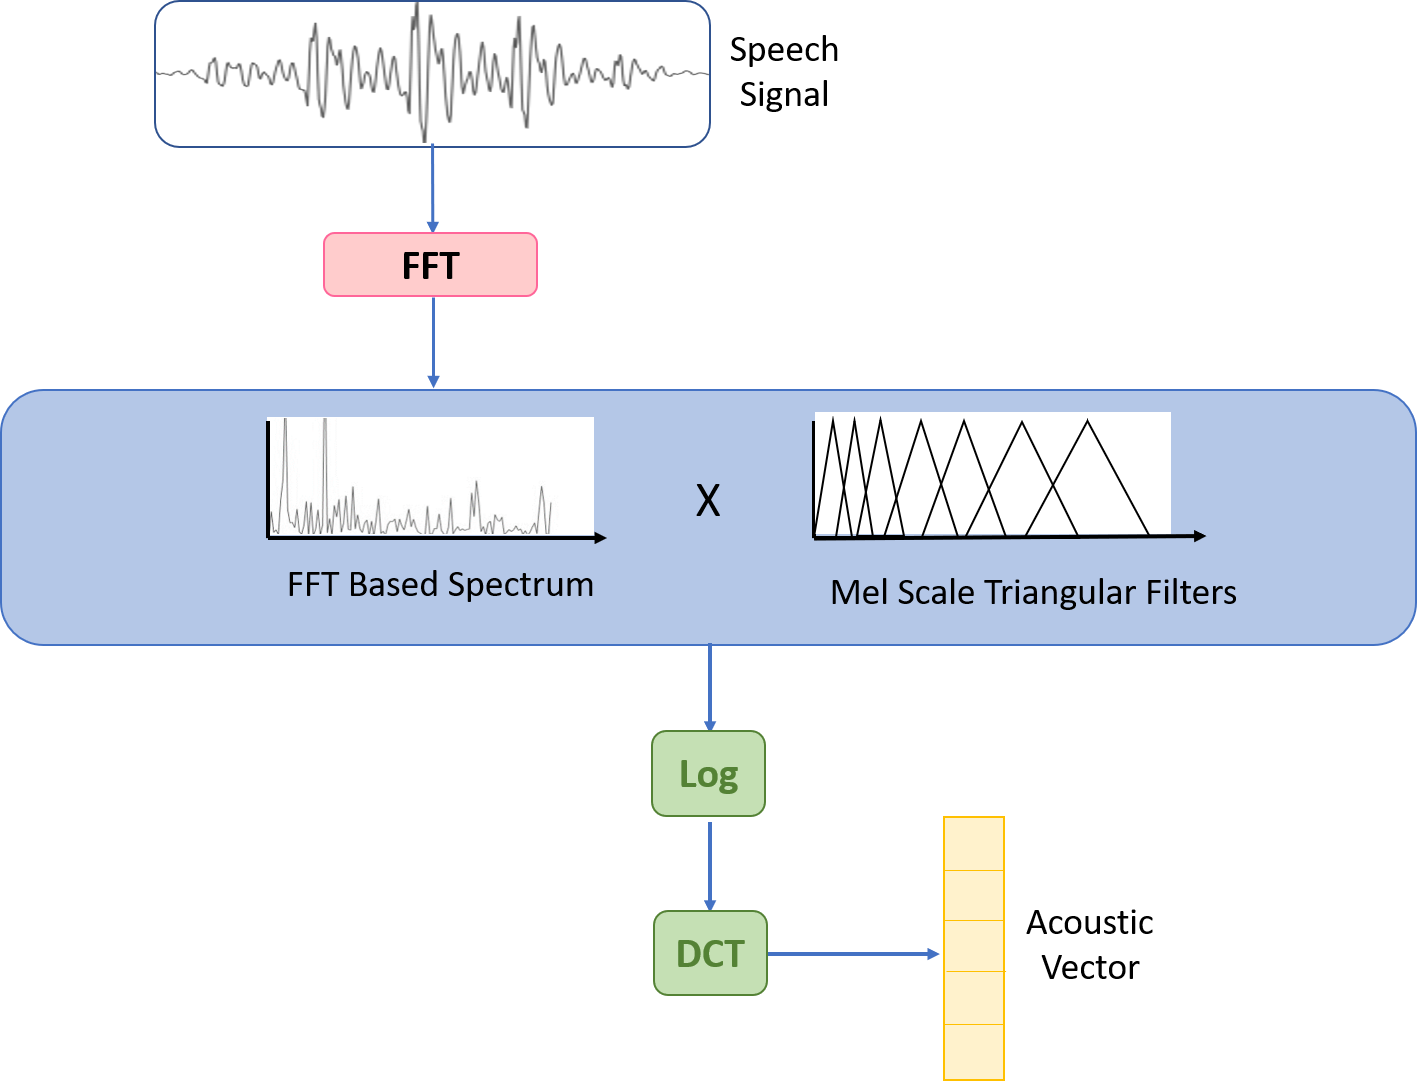 Speech
Signal
FFT
X
FFT Based Spectrum
Mel Scale Triangular Filters
Log
DCT
Acoustic
Vector